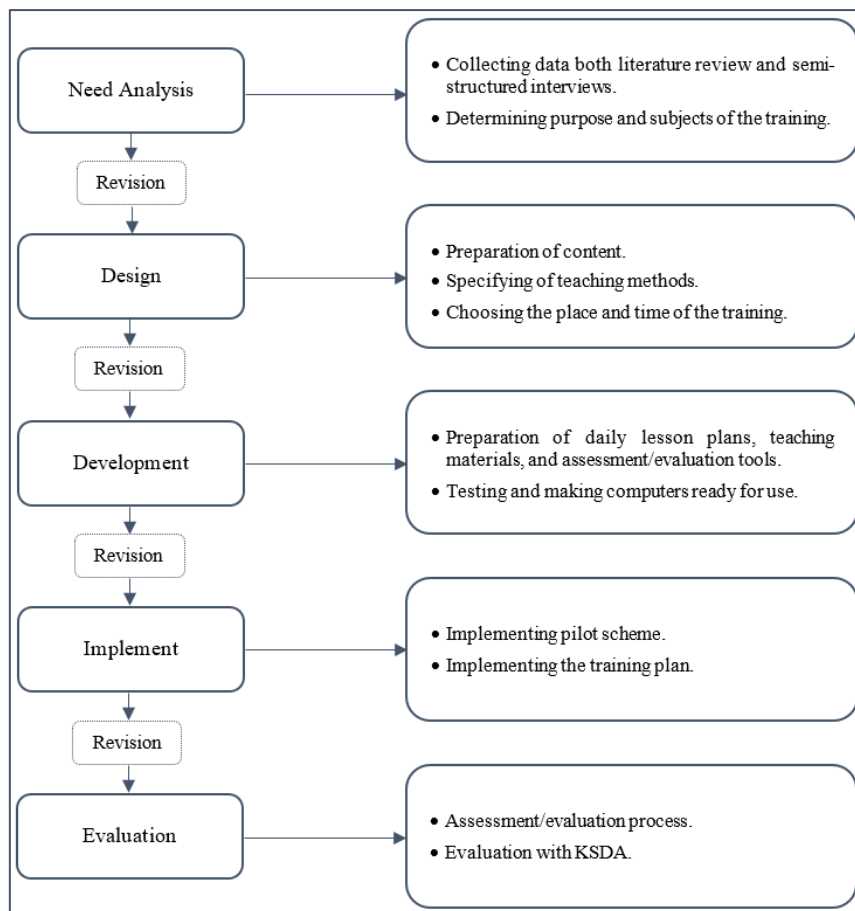 Need Analysis
• Collecting data both literature review and semi-
structured interviews.
• Determining purpose and subjects of the training.
Revision
Design
• Preparation of content.
• Specifying of teaching methods.
• Choosing the place and time of the training.
Revision
Development
• Preparation of daily lesson plans, teaching
materials, and assessment/evaluation tools.
• Testing and making computers ready for use.
Revision
Implement
• Implementing pilot scheme.
• Implementing the training plan.
Revision
Evaluation
• Assessment/evaluation process.
• Evaluation with KSDA.